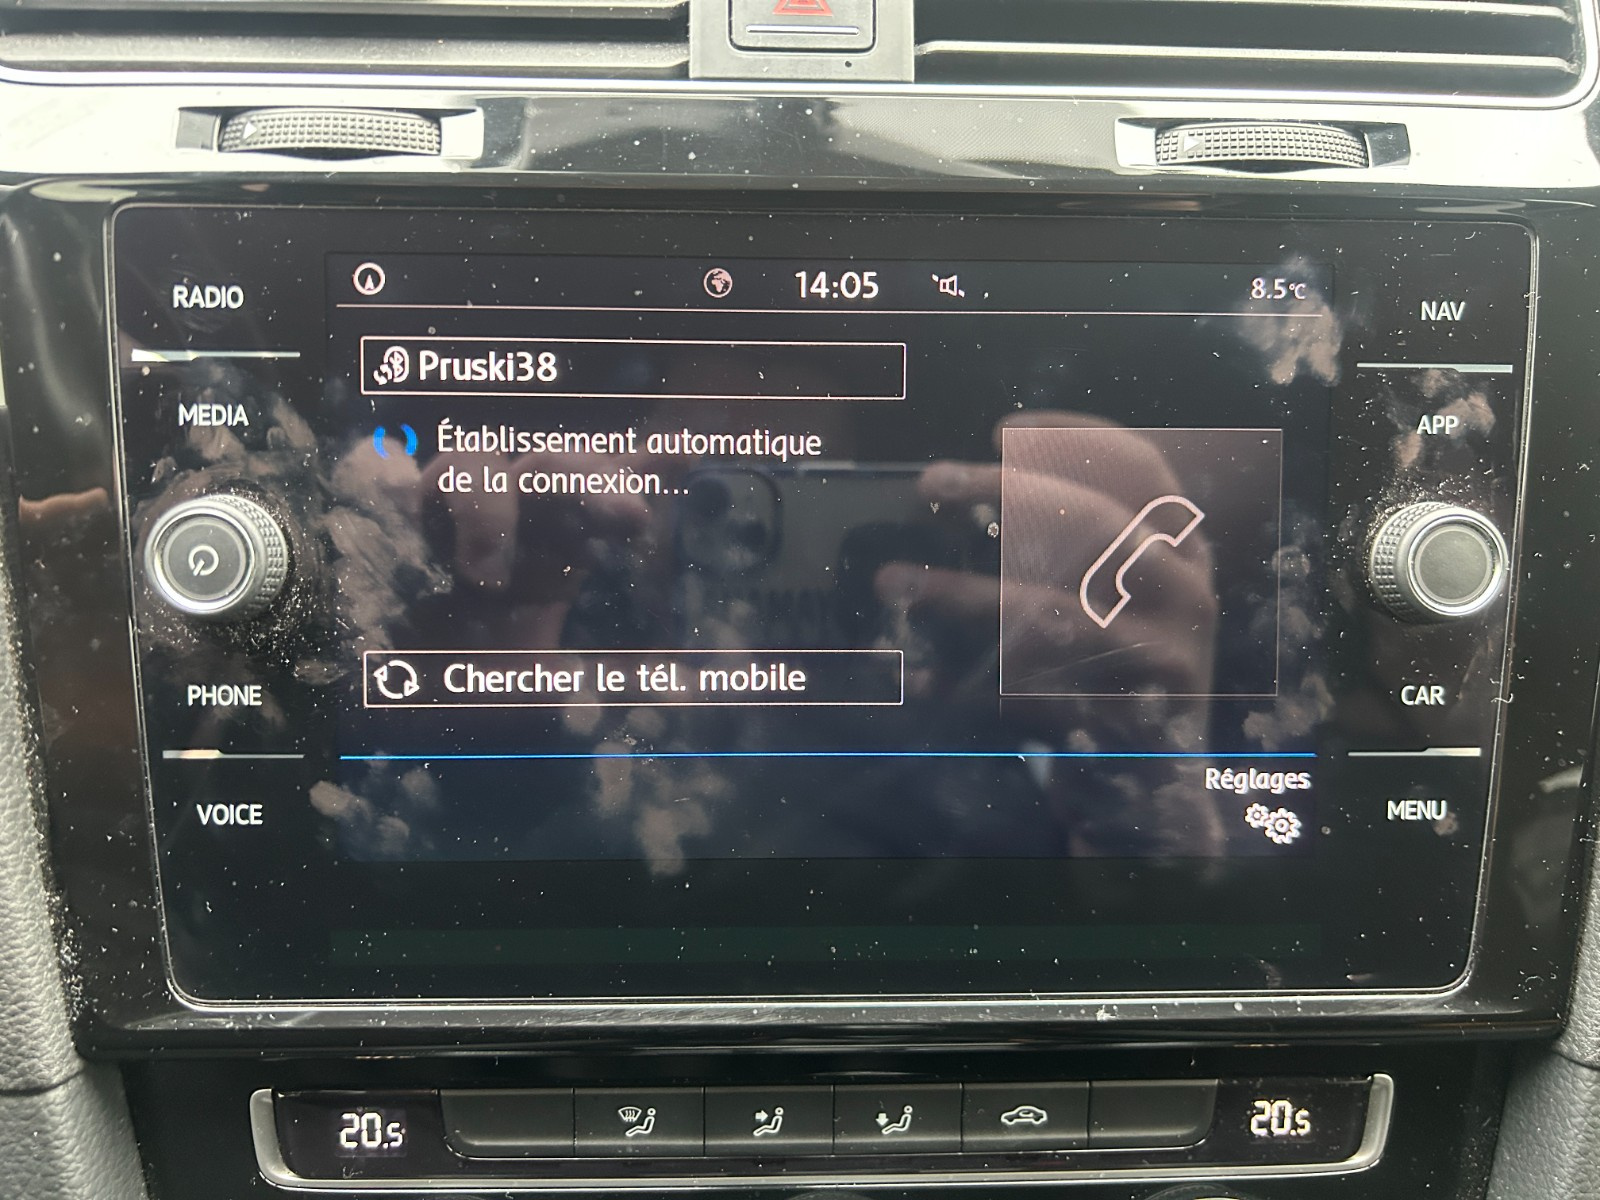 14:05
8.5°C
RADIO
MEDIA
PHONE
VOICE
Pruski38
Établissement automatique
de la connexion...
Chercher le tél. mobile
Réglages
NAV
APP
CAR
MENU
20.5
20.5